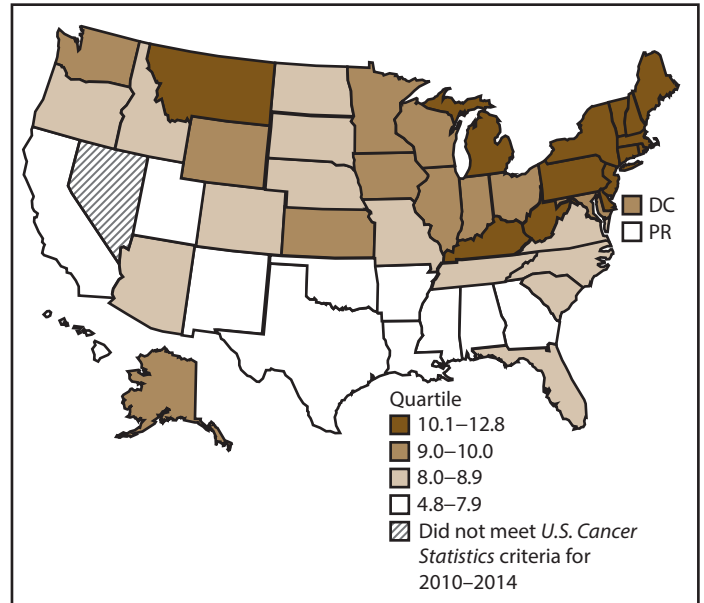 DC
PR
Quartile
10.1–12.8
9.0–10.0
8.0–8.9
4.8–7.9
Did not meet U.S. Cancer
Statistics criteria for
2010–2014